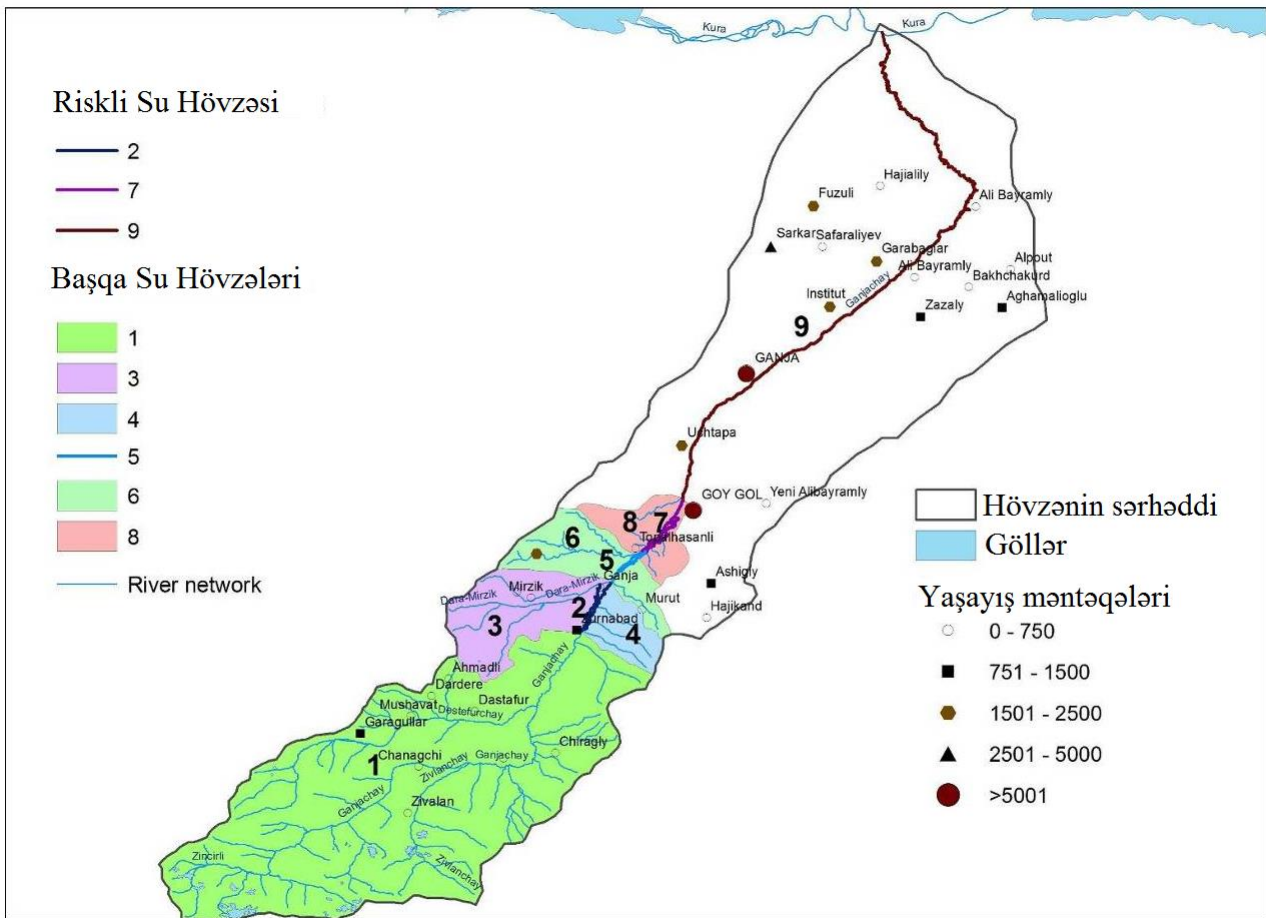 Kura
Kura
Riskli Su Hövzəsi
2
7
9
Başqa Su Hövzələri
1
3
4
5
6
8
River network
Hövzənin sərhəddi
Göllər
Yaşayış məntəqələri
0 - 750
751 - 1500
1501 - 2500
2501 - 5000
>5001
Hajialily
Fuzuli
Ali Bayramly
Sarkar
Safaraliyev
Garabaglar
Alpout
Ali Bayramly
Bakhchakurd
Ganjachay
Institut
Aghamalioglu
Zazaly
9
GANJA
Uchtapa
GOY GOL
Yeni Alibayramly
8
7
6
5
Ganja
Ashigly
Dara-Mirzik
Mirzik
Dara-Mirzik
Murut
Hajikand
2
Zurnabad
3
4
Ganjachay
Ahmadli
Dardere
Dastafur
Mushavat
Destefurchay
Garagullar
Chiragly
Changchi
1
Zivlanchay
Ganjachay
Ganjachay
Zivalan
Zincirli
Zivlanchay